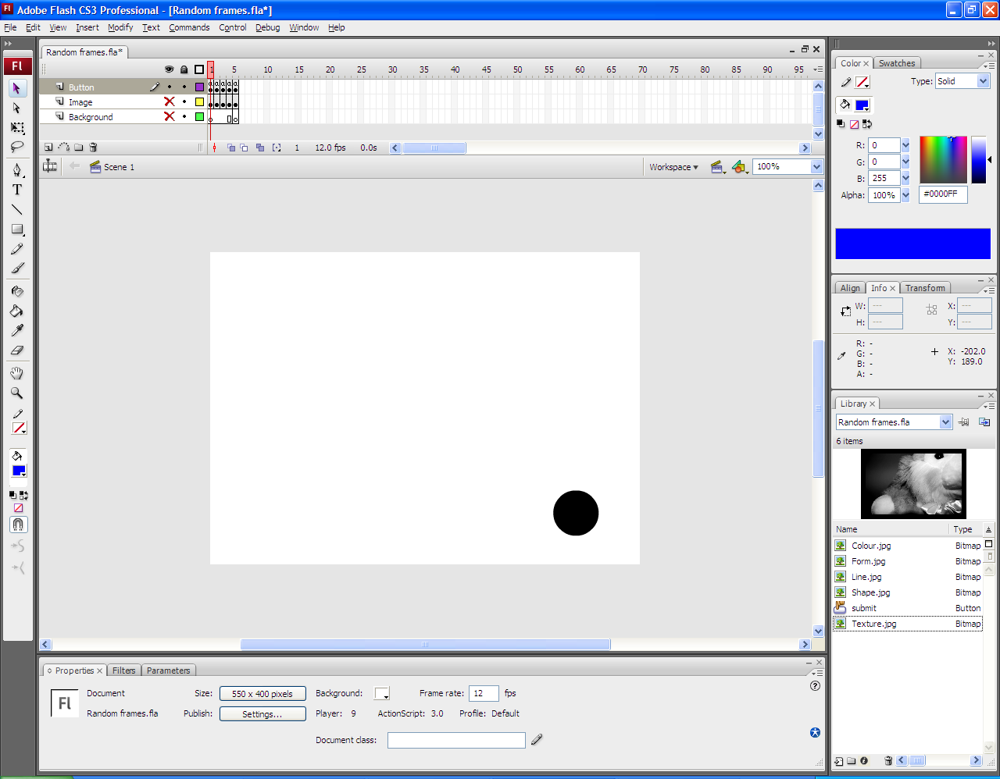 Fl Adobe Flash CS3 Professional - [Random frames.fla*]
File Edit View Insert Modify Text Commands Control Debug Window Help
Random frames.fla*
1 5 10 15 20 25 30 35 40 45 50 55 60 65 70 75 80 85 90 95
Button
Image
Background
1 12.0 fps 0.0s
Scene 1
Workspace
100%
Fl
T
Color Swatches
Type: Solid
R: 0
G: 0
B: 255
Alpha: 100% #0000FF
Align Info Transform
W: --- X: ---
H: --- Y: ---
R: -
G: -
B: -
A: -
X: -202.0
Y: 189.0
Library
Random frames.fla
6 items
Name Type
Colour.jpg Bitmap
Form.jpg Bitmap
Line.jpg Bitmap
Shape.jpg Bitmap
submit Button
Texture.jpg Bitmap
Properties Filters Parameters
Fl
Document Size: 550 x 400 pixels Background: Frame rate: 12 fps
Random frames.fla Publish: Settings... Player: 9 ActionScript: 3.0 Profile: Default
Document class: